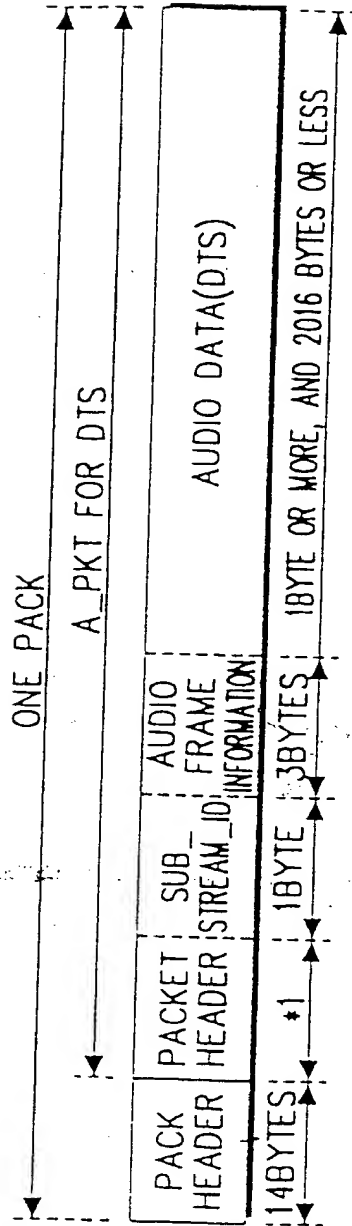 ONE PACK
A_PKT FOR DTS
PACK
HEADER
PACKET
HEADER
SUB_
STREAM_ID
AUDIO
FRAME
INFORMATION
AUDIO DATA(DTS)
14BYTES
*1
1BYTE
3BYTES
1BYTE OR MORE, AND 2016 BYTES OR LESS